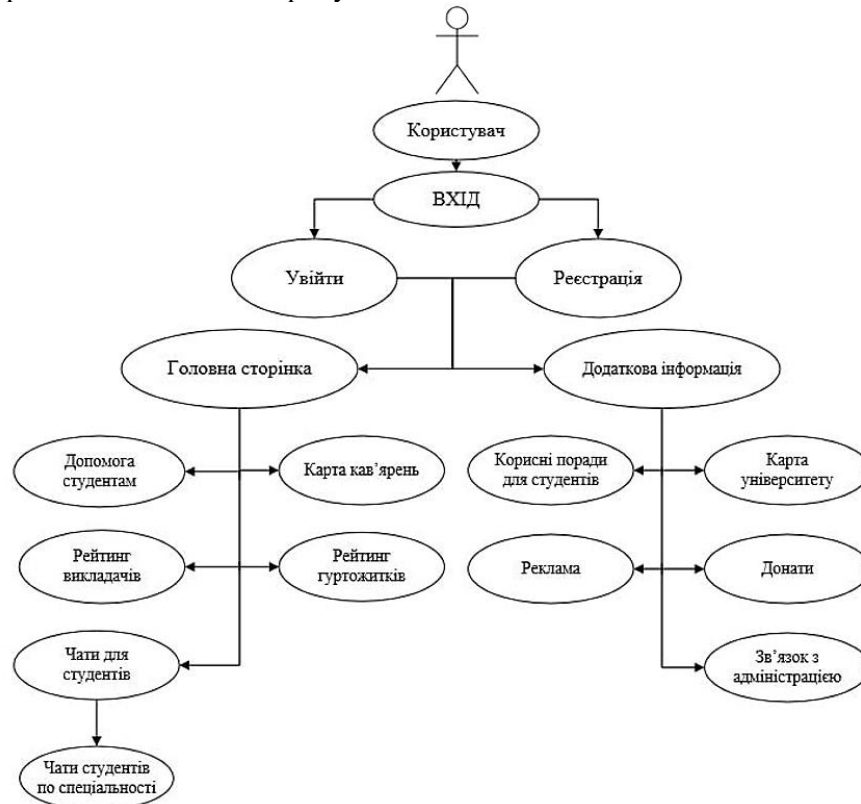 Користувач
ВХІД
Увійти
Реєстрація
Головна сторінка
Додаткова інформація
Допомога
студентам
Карта кав’ярень
Корисні поради
для студентів
Карта
університету
Рейтинг
викладачів
Рейтинг
гуртожитків
Реклама
Донати
Чати для
студентів
Зв’язок з
адміністрацією
Чати студентів
по спеціальності